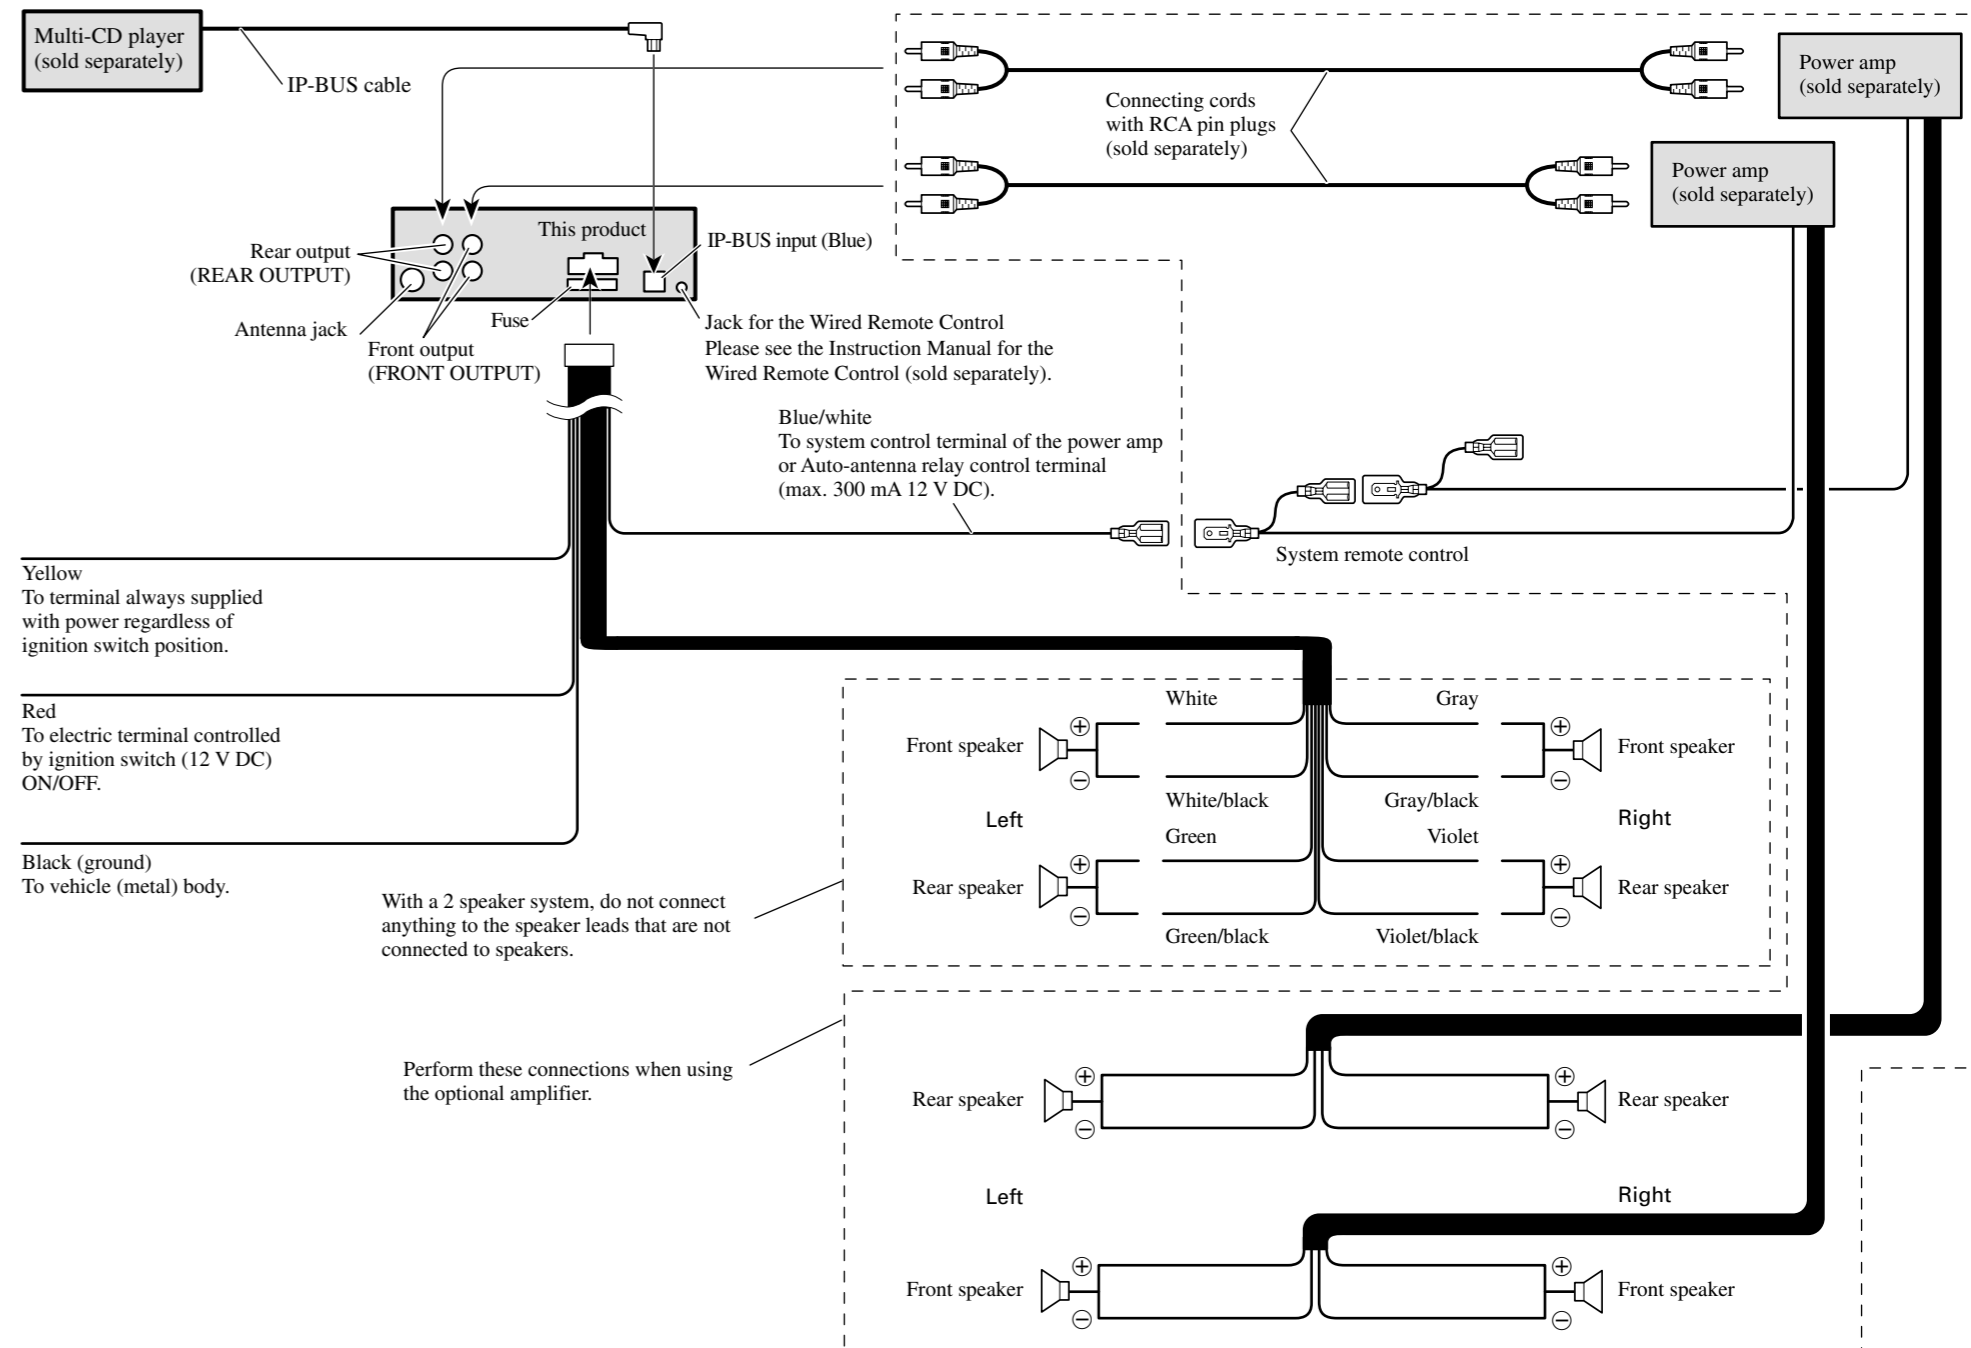 Multi-CD player
(sold separately)
IP-BUS cable
Connecting cords
with RCA pin plugs
(sold separately)
Power amp
(sold separately)
Power amp
(sold separately)
This product
IP-BUS input (Blue)
Rear output
(REAR OUTPUT)
Antenna jack
Fuse
Front output
(FRONT OUTPUT)
Jack for the Wired Remote Control
Please see the Instruction Manual for the
Wired Remote Control (sold separately).
Blue/white
To system control terminal of the power amp
or Auto-antenna relay control terminal
(max. 300 mA 12 V DC).
System remote control
Yellow
To terminal always supplied
with power regardless of
ignition switch position.
Red
To electric terminal controlled
by ignition switch (12 V DC)
ON/OFF.
Black (ground)
To vehicle (metal) body.
White
Gray
Front speaker
+
+
Front speaker
−
−
White/black
Gray/black
Left
Right
Green
Violet
Rear speaker
+
+
Rear speaker
−
−
Green/black
Violet/black
With a 2 speaker system, do not connect
anything to the speaker leads that are not
connected to speakers.
Perform these connections when using
the optional amplifier.
Rear speaker
+
+
Rear speaker
−
−
Left
Right
Front speaker
+
+
Front speaker
−
−